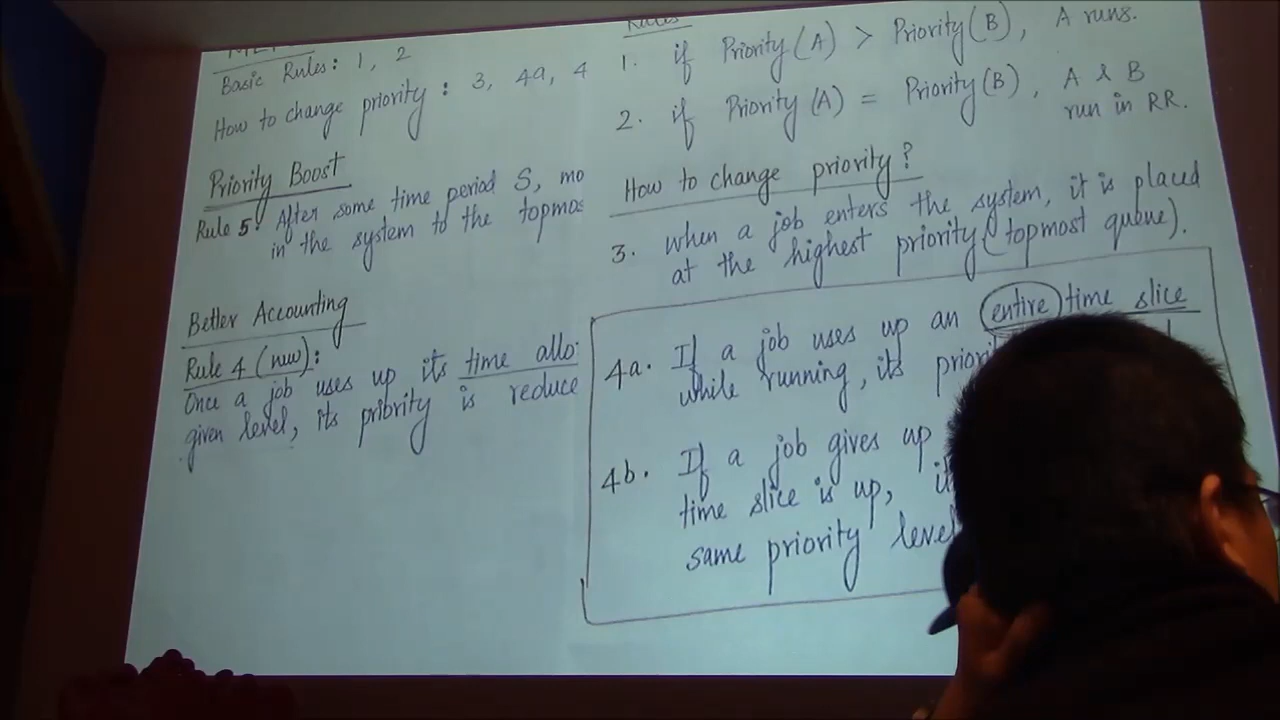 Basic Rules: 1, 2
How to change priority: 3, 4a, 4
Priority Boost
Rule 5: After some time period S, mo
in the system to the topmos
Better Accounting
Rule 4 (new):
Once a job uses up its time allo
given level, its priority is reduce
Rules
1. if Priority (A) > Priority (B), A runs.
2. if Priority (A) = Priority (B), A & B
run in RR.
How to change priority?
3. when a job enters the system, it is placed
at the highest priority (topmost queue).
4a. If a job uses up an entire time slice
while running, its priori
4b. If a job gives up
time slice is up, it
same priority level